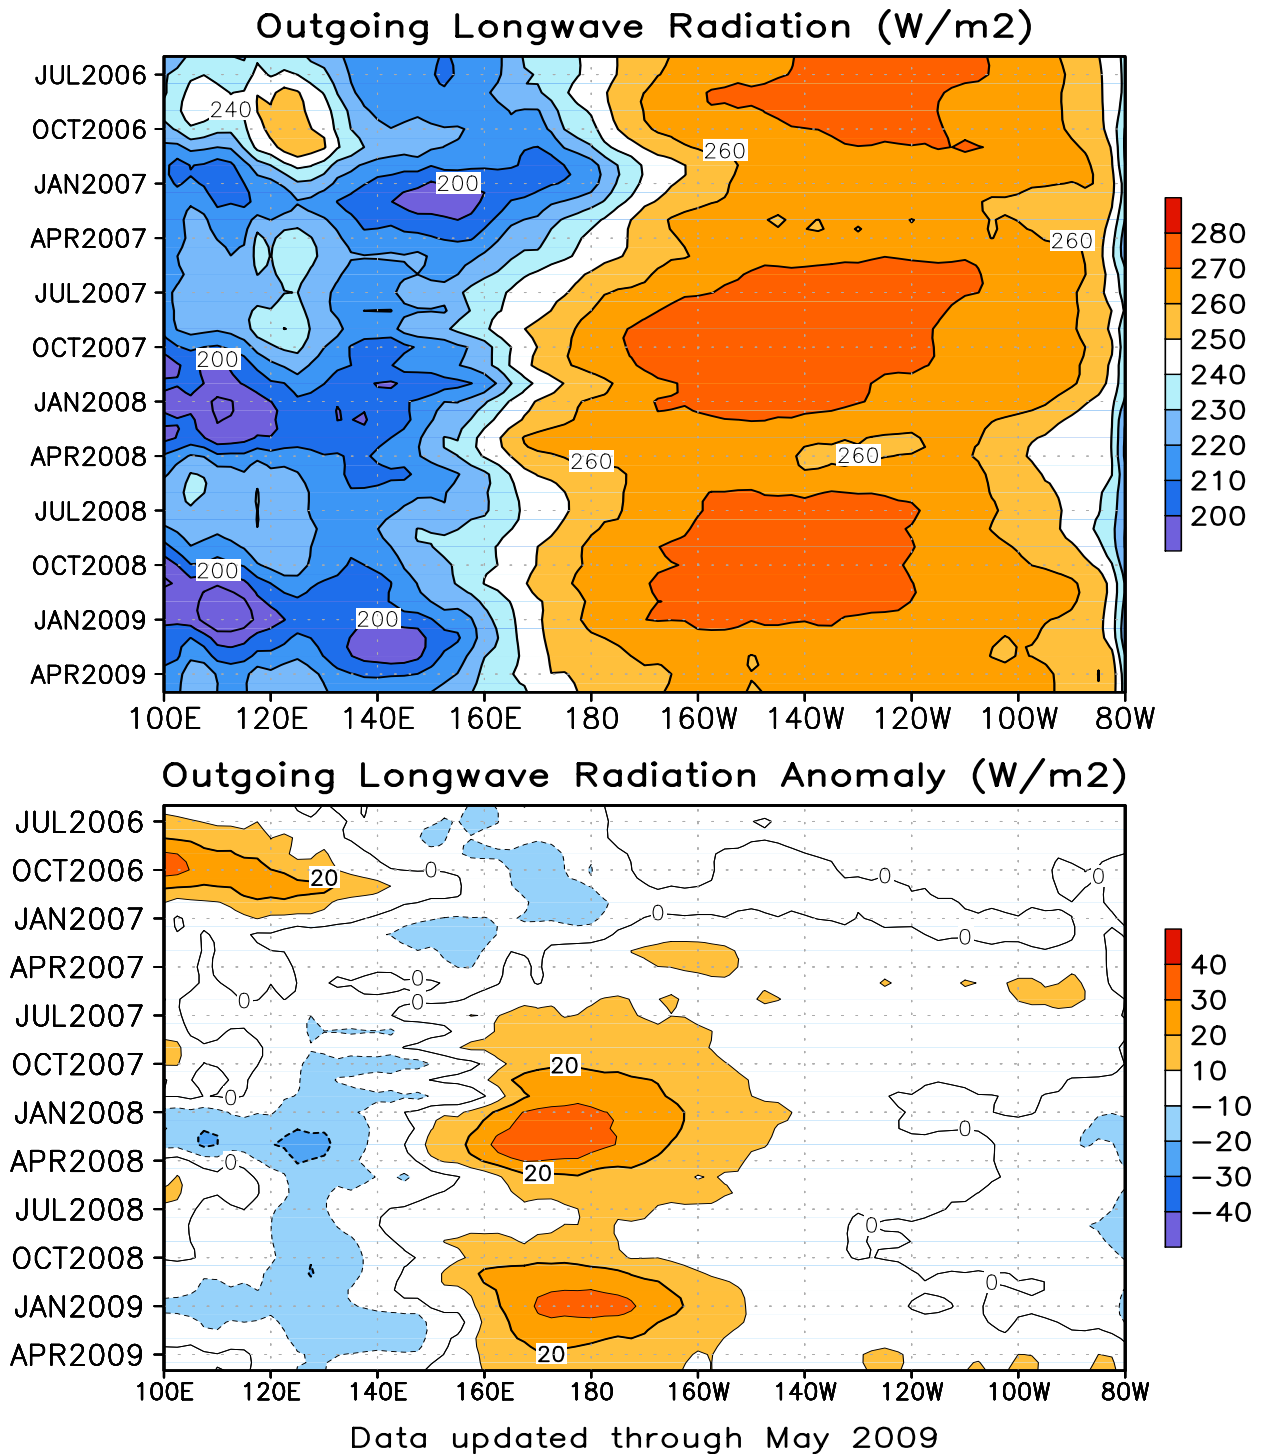 Outgoing Longwave Radiation (W/m2)
JUL2006
240
OCT2006
260
JAN2007
200
APR2007
260
JUL2007
OCT2007
200
JAN2008
APR2008
260
260
JUL2008
OCT2008
200
JAN2009
200
APR2009
100E 120E 140E 160E 180 160W 140W 120W 100W 80W
280
270
260
250
240
230
220
210
200
Outgoing Longwave Radiation Anomaly (W/m2)
JUL2006
OCT2006
20 0 0 0
JAN2007
0
0
APR2007
0
0 0
JUL2007
OCT2007
20
0
JAN2008
0
APR2008
0
20
JUL2008
0
OCT2008
0
JAN2009
APR2009
20
100E 120E 140E 160E 180 160W 140W 120W 100W 80W
40
30
20
10
−10
−20
−30
−40
Data updated through May 2009